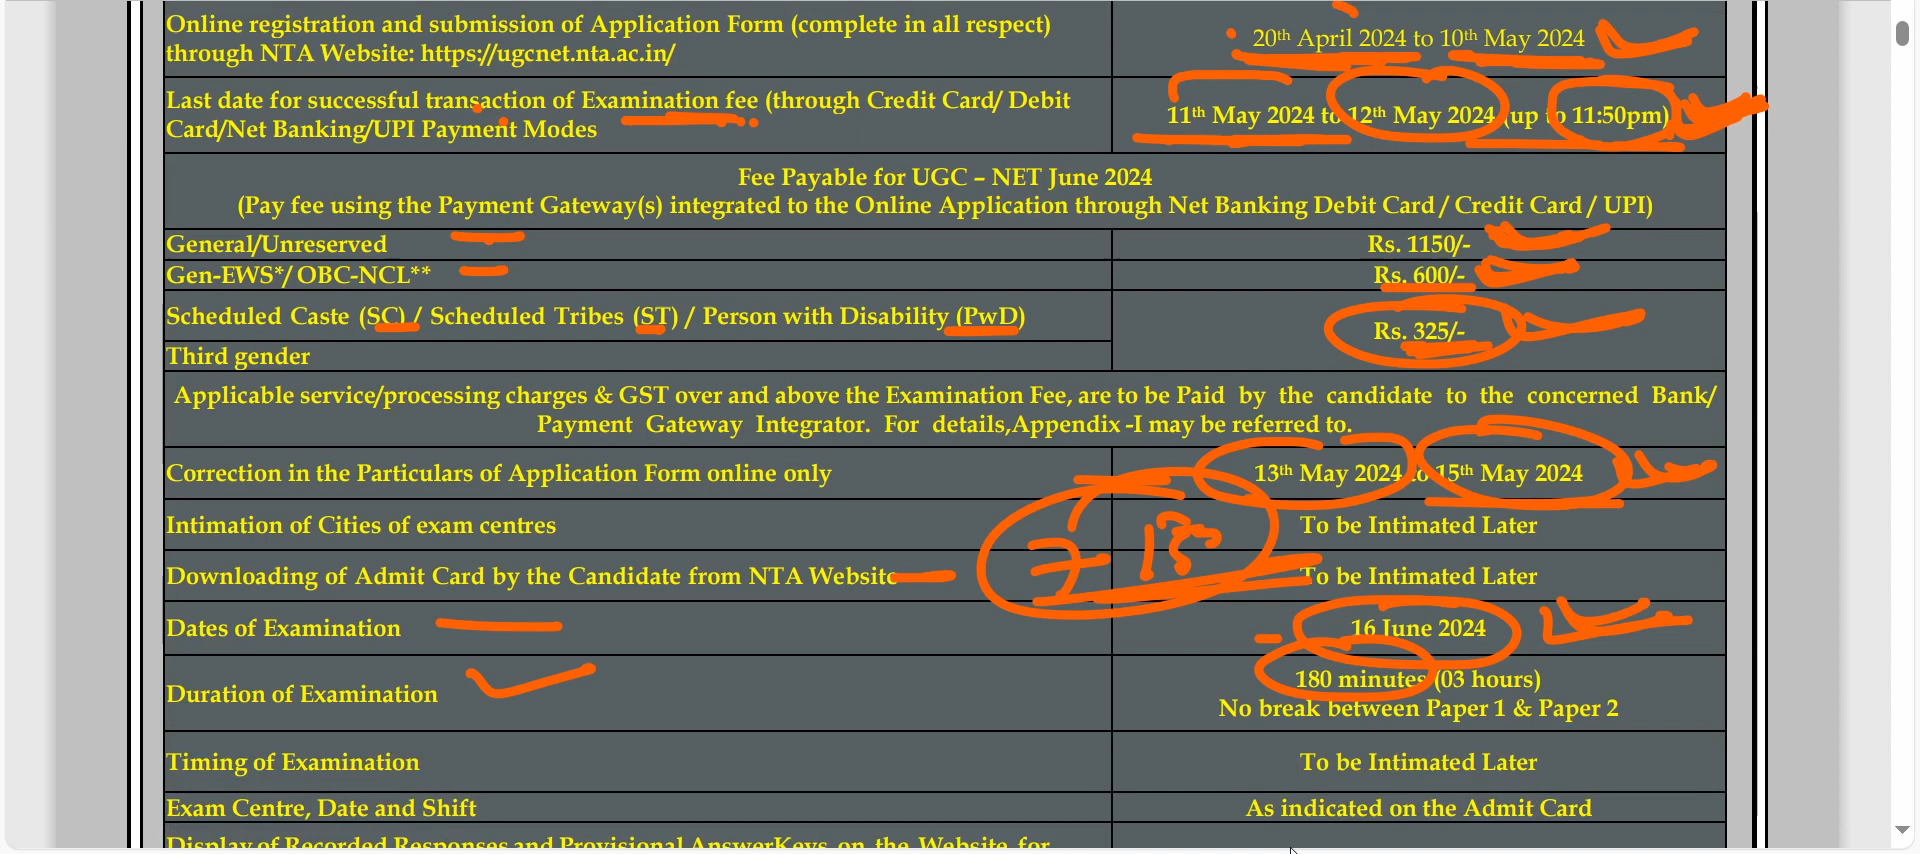 Online registration and submission of Application Form (complete in all respect)
through NTA Website: https://ugcnet.nta.ac.in/
20th April 2024 to 10th May 2024
Last date for successful transaction of Examination fee (through Credit Card/ Debit
Card/Net Banking/UPI Payment Modes
11th May 2024 to 12th May 2024 (up to 11:50pm)
Fee Payable for UGC – NET June 2024
(Pay fee using the Payment Gateway(s) integrated to the Online Application through Net Banking Debit Card / Credit Card / UPI)
General/Unreserved
Rs. 1150/-
Gen-EWS*/ OBC-NCL**
Rs. 600/-
Scheduled Caste (SC) / Scheduled Tribes (ST) / Person with Disability (PwD)
Rs. 325/-
Third gender
Applicable service/processing charges & GST over and above the Examination Fee, are to be Paid by the candidate to the concerned Bank/
Payment Gateway Integrator. For details,Appendix -I may be referred to.
Correction in the Particulars of Application Form online only
13th May 2024 to 15th May 2024
Intimation of Cities of exam centres
To be Intimated Later
Downloading of Admit Card by the Candidate from NTA Website
To be Intimated Later
Dates of Examination
16 June 2024
Duration of Examination
180 minutes (03 hours)
No break between Paper 1 & Paper 2
Timing of Examination
To be Intimated Later
Exam Centre, Date and Shift
As indicated on the Admit Card
Display of Recorded Responses and Provisional AnswerKeys on the Website for